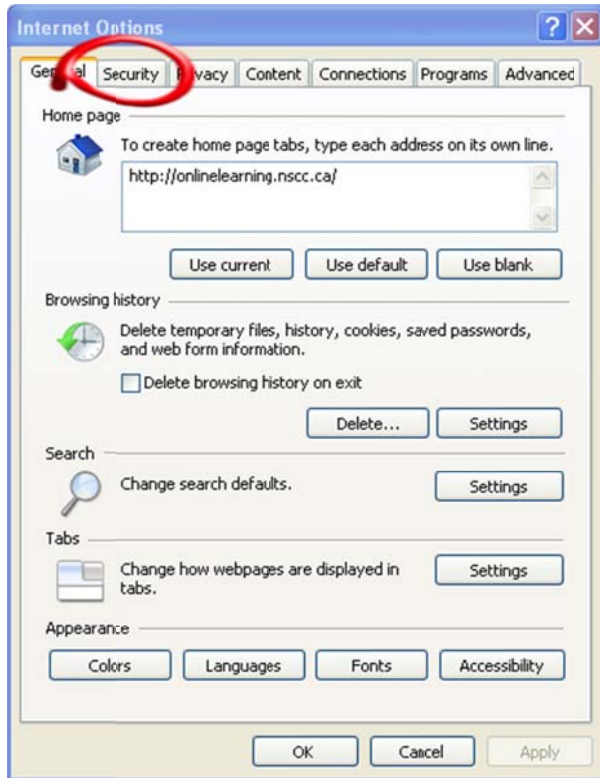 Internet Options
General Security Privacy Content Connections Programs Advanced
Home page
To create home page tabs, type each address on its own line.
http://onlinelearning.nscc.ca/
Use current Use default Use blank
Browsing history
Delete temporary files, history, cookies, saved passwords,
and web form information.
Delete browsing history on exit
Delete... Settings
Search
Change search defaults. Settings
Tabs
Change how webpages are displayed in
tabs.
Settings
Appearance
Colors Languages Fonts Accessibility
OK Cancel Apply